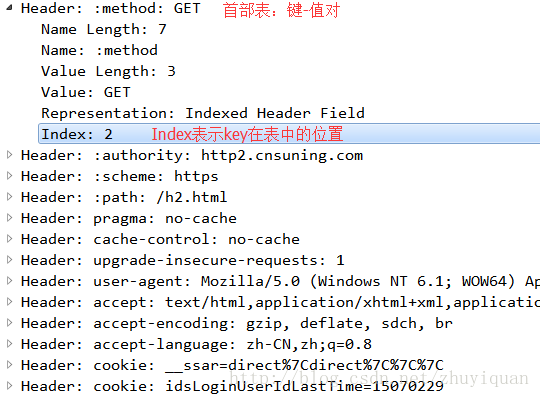 Header: :method: GET 首部表：键-值对
Name Length: 7
Name: :method
Value Length: 3
Value: GET
Representation: Indexed Header Field
Index: 2 Index表示key在表中的位置
Header: :authority: http2.cnsuning.com
Header: :scheme: https
Header: :path: /h2.html
Header: pragma: no-cache
Header: cache-control: no-cache
Header: upgrade-insecure-requests: 1
Header: user-agent: Mozilla/5.0 (Windows NT 6.1; WOW64) Ap
Header: accept: text/html,application/xhtml+xml,applicatio
Header: accept-encoding: gzip, deflate, sdch, br
Header: accept-language: zh-CN,zh;q=0.8
Header: cookie: __ssar=direct%7Cdirect%7C%7C%7C
http://blog.csdn.net/zhuyiquan
Header: cookie: idsLoginUserIdLastTime=15070229